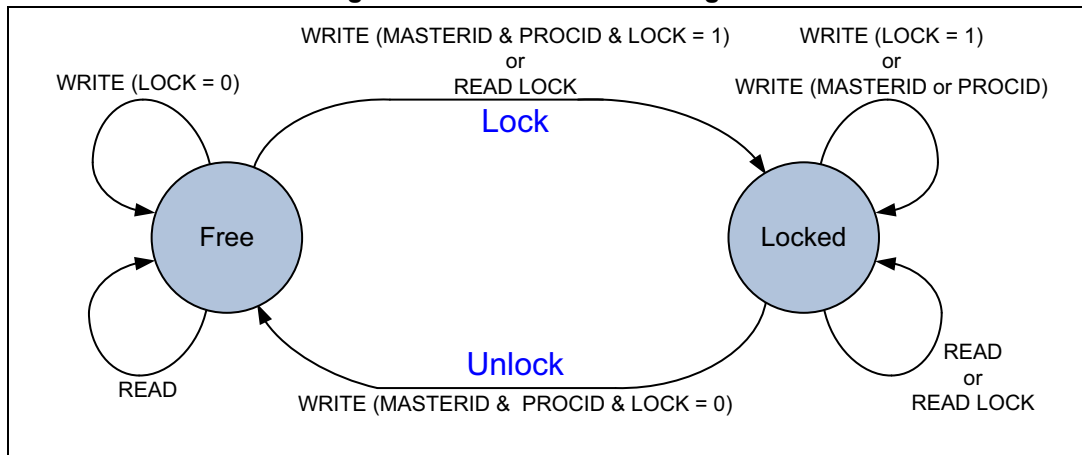 WRITE (MASTERID & PROCID & LOCK = 1)
or
READ LOCK
Lock
WRITE (LOCK = 1)
or
WRITE (MASTERID or PROCID)
WRITE (LOCK = 0)
Free
Locked
READ
Unlock
WRITE (MASTERID & PROCID & LOCK = 0)
READ
or
READ LOCK